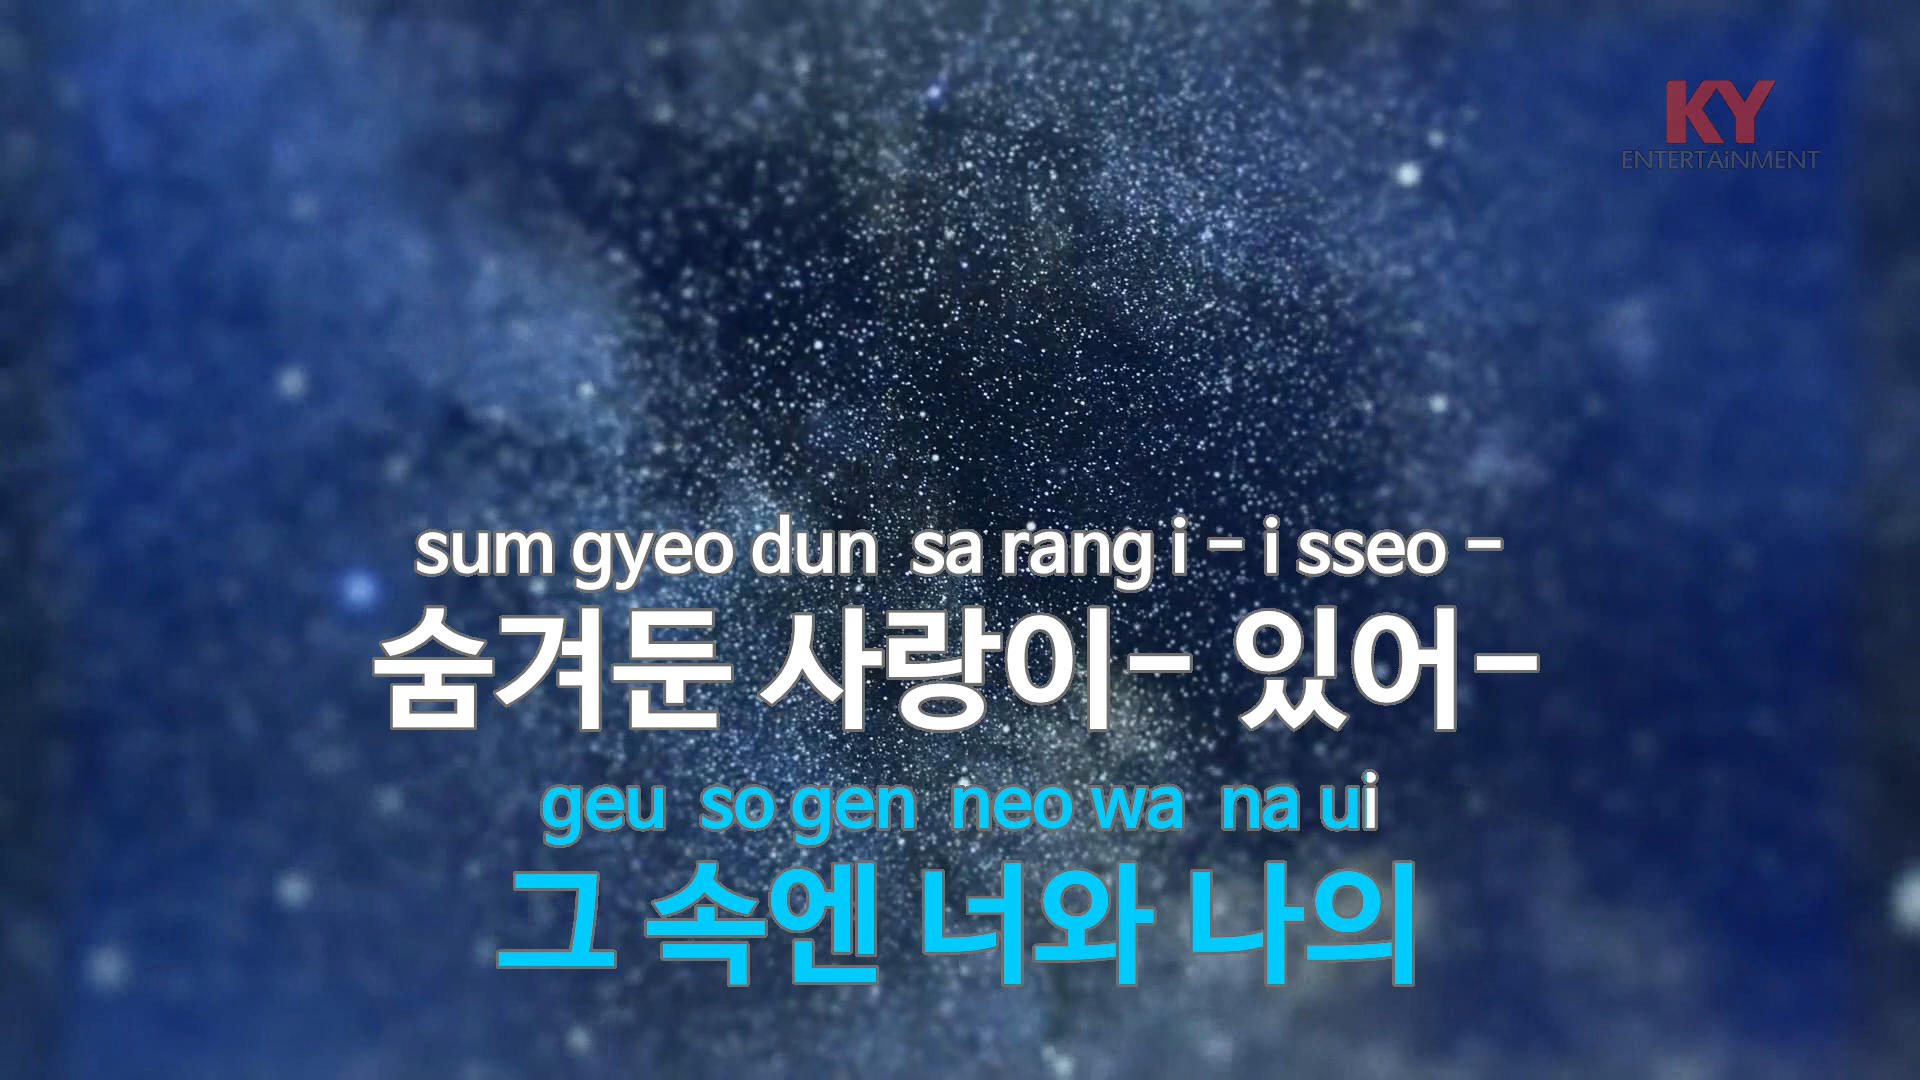 KY
ENTERTAiNMENT
sum gyeo dun sa rang i - i sseo -
숨겨둔 사랑이- 있어-
geu so gen neo wa na ui
그 속엔 너와 나의